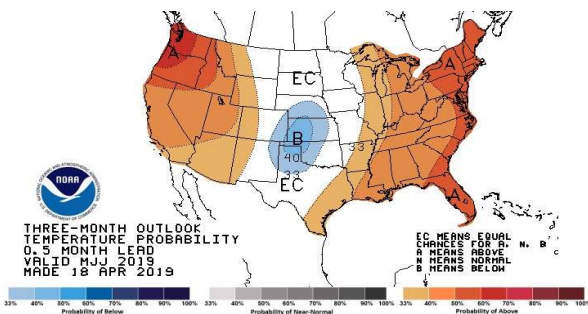 A
EC
A
B
40
33
33
40
EC
A
NOAA
THREE-MONTH OUTLOOK
TEMPERATURE PROBABILITY
0.5 MONTH LEAD
VALID MJJ 2019
MADE 18 APR 2019
EC MEANS EQUAL
CHANCES FOR A, N, B
A MEANS ABOVE
N MEANS NORMAL
B MEANS BELOW
33% 40% 50% 60% 70% 80% 90% 100%
Probability of Below
33% 40% 50% 60% 70% 80% 90% 100%
Probability of Near-Normal
33% 40% 50% 60% 70% 80% 90% 100%
Probability of Above